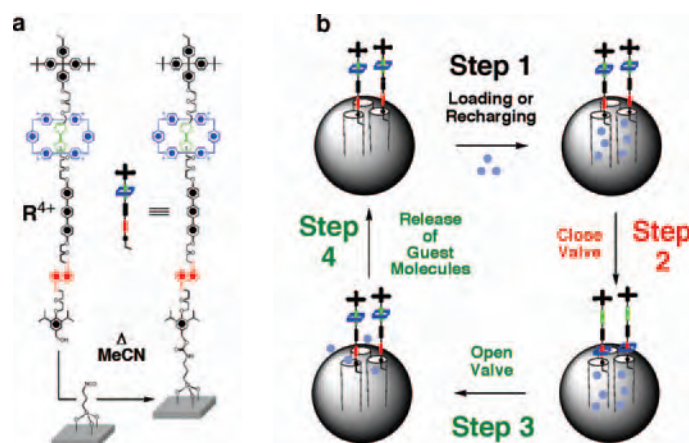 a
b
R4+
Δ
MeCN
Step 1
Loading or
Recharging
Close
Valve
Step
2
Open
Valve
Step 3
Step
4
Release
of
Guest
Molecules